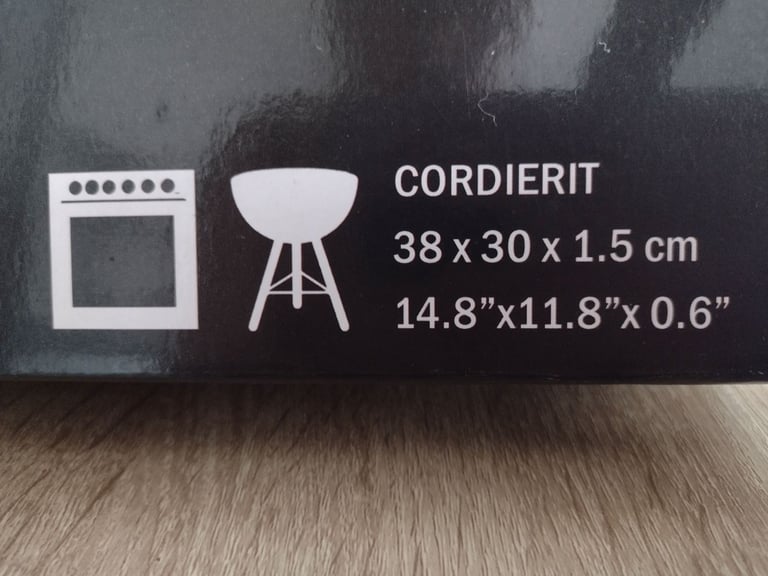 CORDIERIT
38 x 30 x 1.5 cm
14.8”x11.8”x 0.6”